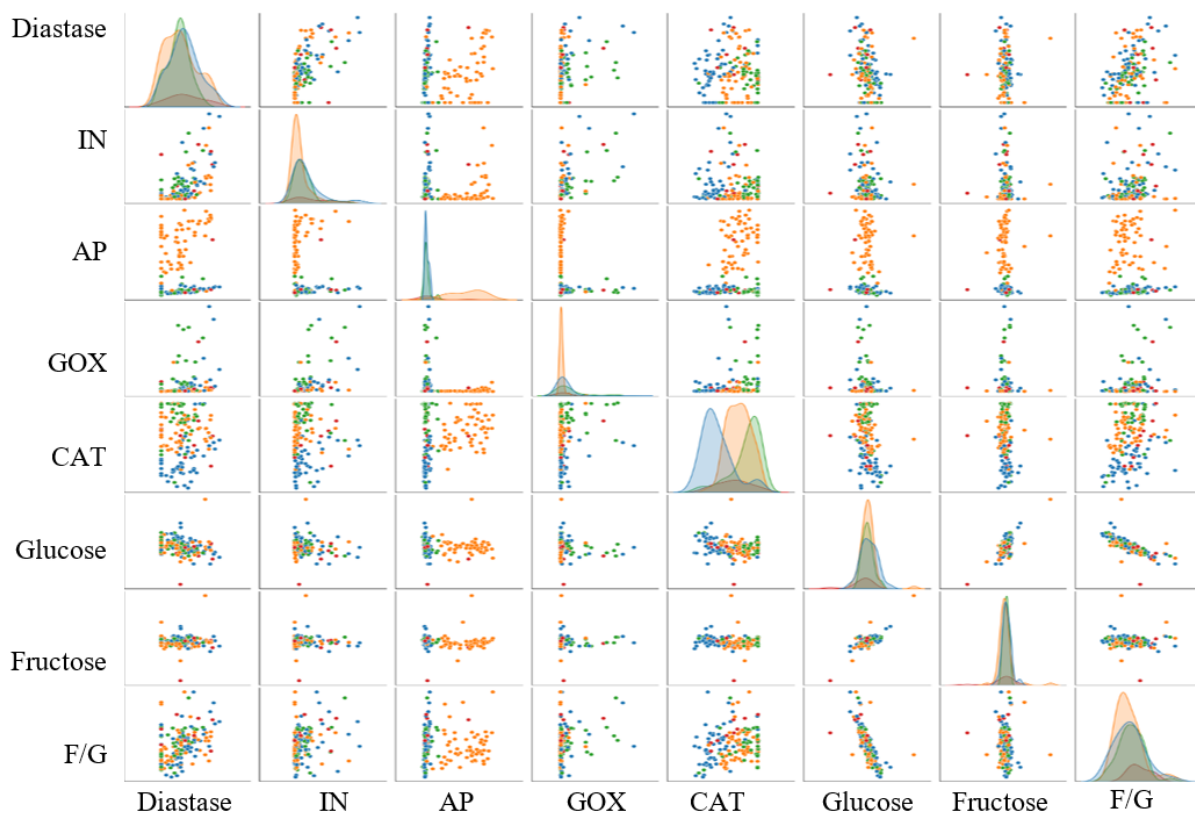 Diastase
IN
AP
GOX
CAT
Glucose
Fructose
F/G
Diastase IN AP GOX CAT Glucose Fructose F/G